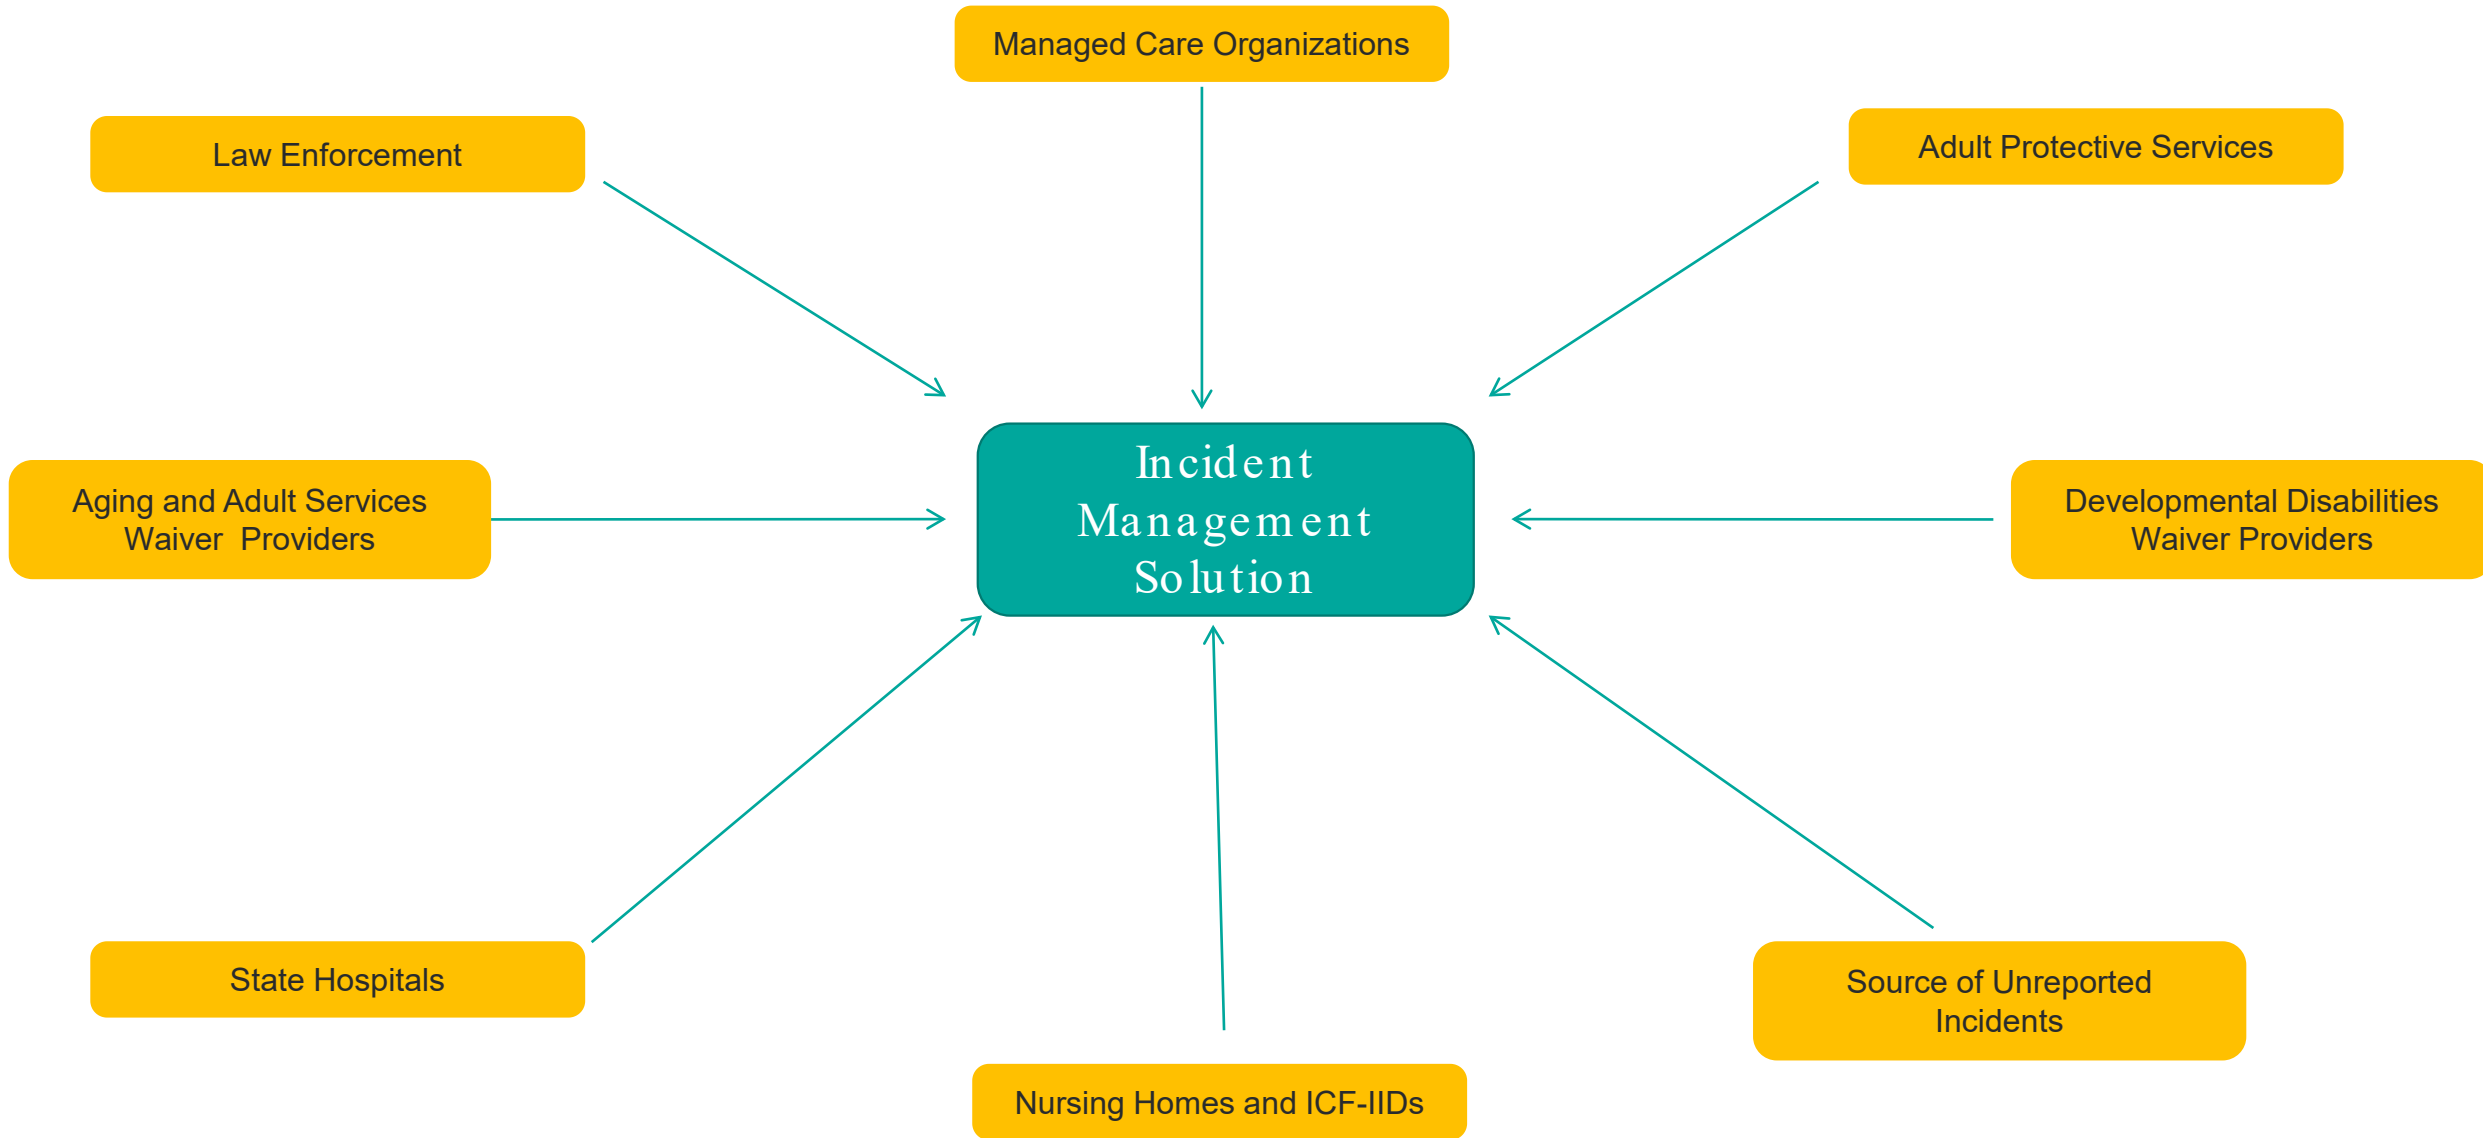 Managed Care Organizations
Law Enforcement
Adult Protective Services
Incident
Management
Solution
Aging and Adult Services
Waiver  Providers
Developmental Disabilities
Waiver Providers
State Hospitals
Source of Unreported
Incidents
Nursing Homes and ICF-IIDs